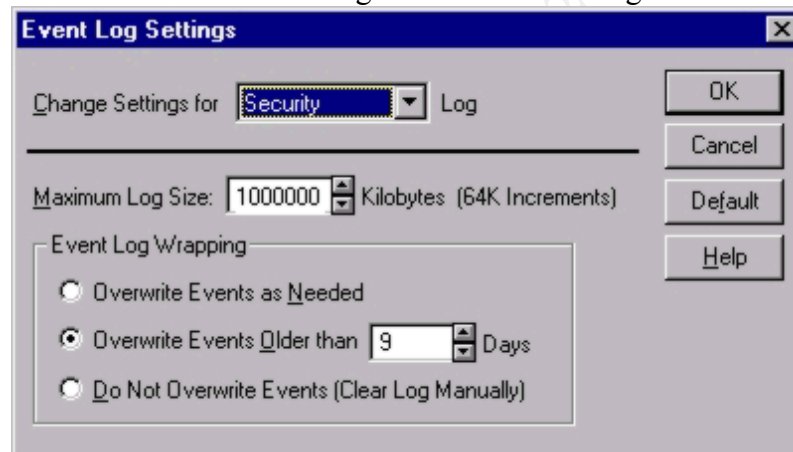 Event Log Settings
Change Settings for Security Log
OK
Cancel
Maximum Log Size: 1000000 Kilobytes (64K Increments)
Default
Event Log Wrapping
Help
Overwrite Events as Needed
Overwrite Events Older than 9 Days
Do Not Overwrite Events (Clear Log Manually)